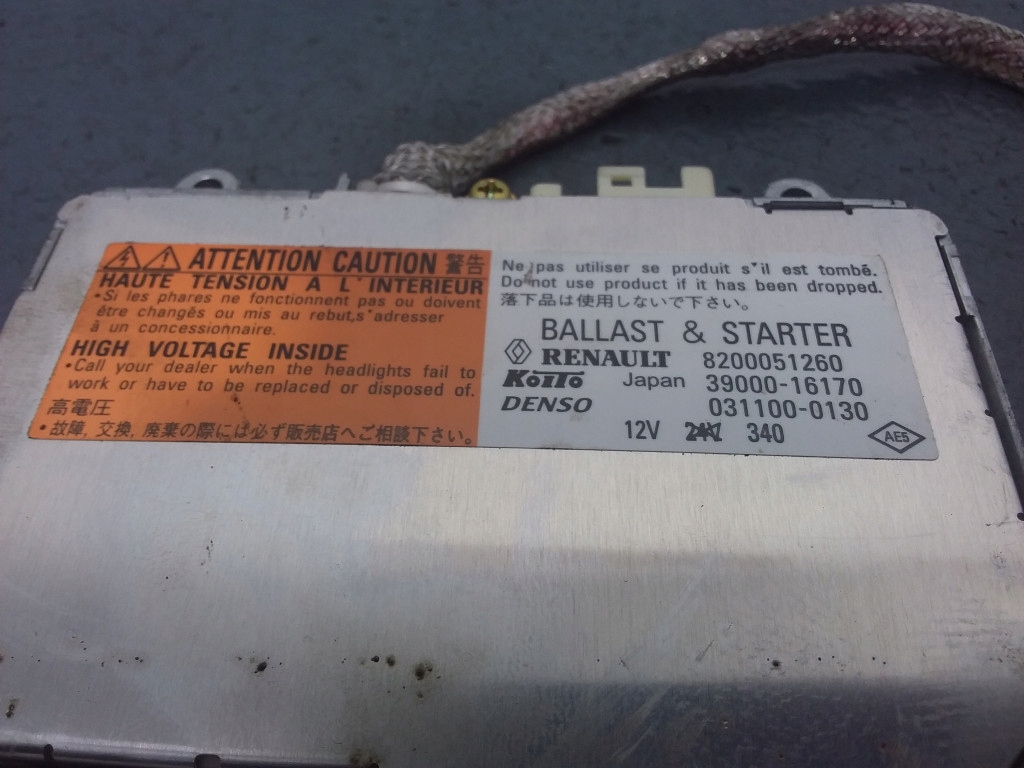 ATTENTION CAUTION 警告
HAUTE TENSION A L'INTERIEUR
•Si les phares ne fonctionnent pas ou doivent
être changés ou mis au rebut,s'adresser
à un concessionnaire.
HIGH VOLTAGE INSIDE
•Call your dealer when the headlights fail to
work or have to be replaced or disposed of.
高電圧
•故障, 交換, 廃棄の際には必ず販売店へご相談下さい。
Ne pas utiliser se produit s'il est tombé.
Do not use product if it has been dropped.
落下品は使用しないで下さい。
BALLAST & STARTER
RENAULT 8200051260
KOITO Japan 39000-16170
DENSO 031100-0130
12V 24V 340
AE5